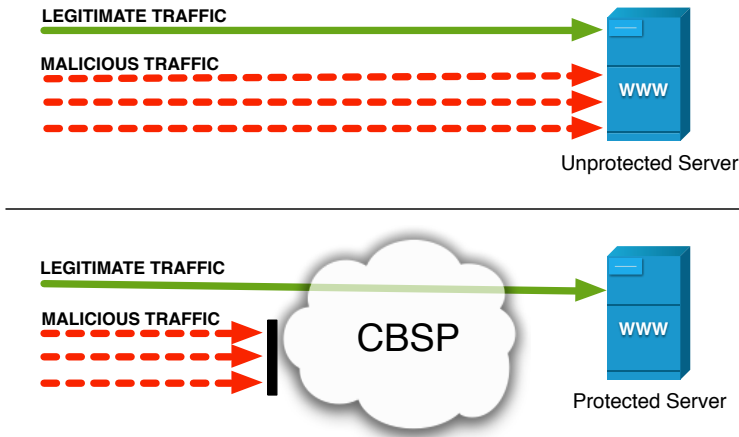 LEGITIMATE TRAFFIC
MALICIOUS TRAFFIC
WWW
Unprotected Server
LEGITIMATE TRAFFIC
MALICIOUS TRAFFIC
CBSP
WWW
Protected Server